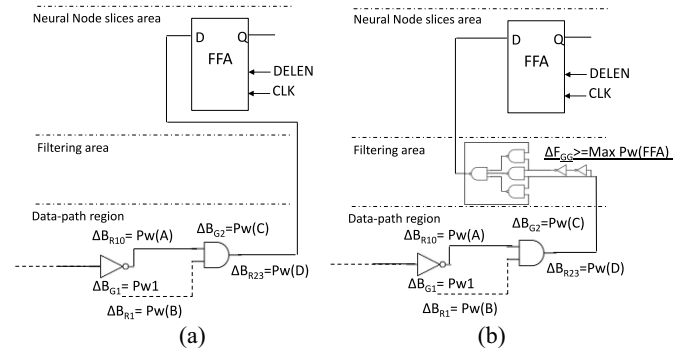 Neural Node slices area
D
Q
FFA
DELEN
CLK
Filtering area
Data-path region
ΔB_G2=Pw(C)
ΔB_R10= Pw(A)
ΔB_R23=Pw(D)
ΔB_G1= Pw1
ΔB_R1= Pw(B)
(a)
Neural Node slices area
D
Q
FFA
DELEN
CLK
Filtering area
ΔF_GG>=Max Pw(FFA)
Data-path region
ΔB_G2=Pw(C)
ΔB_R10= Pw(A)
ΔB_R23=Pw(D)
ΔB_G1= Pw1
ΔB_R1= Pw(B)
(b)